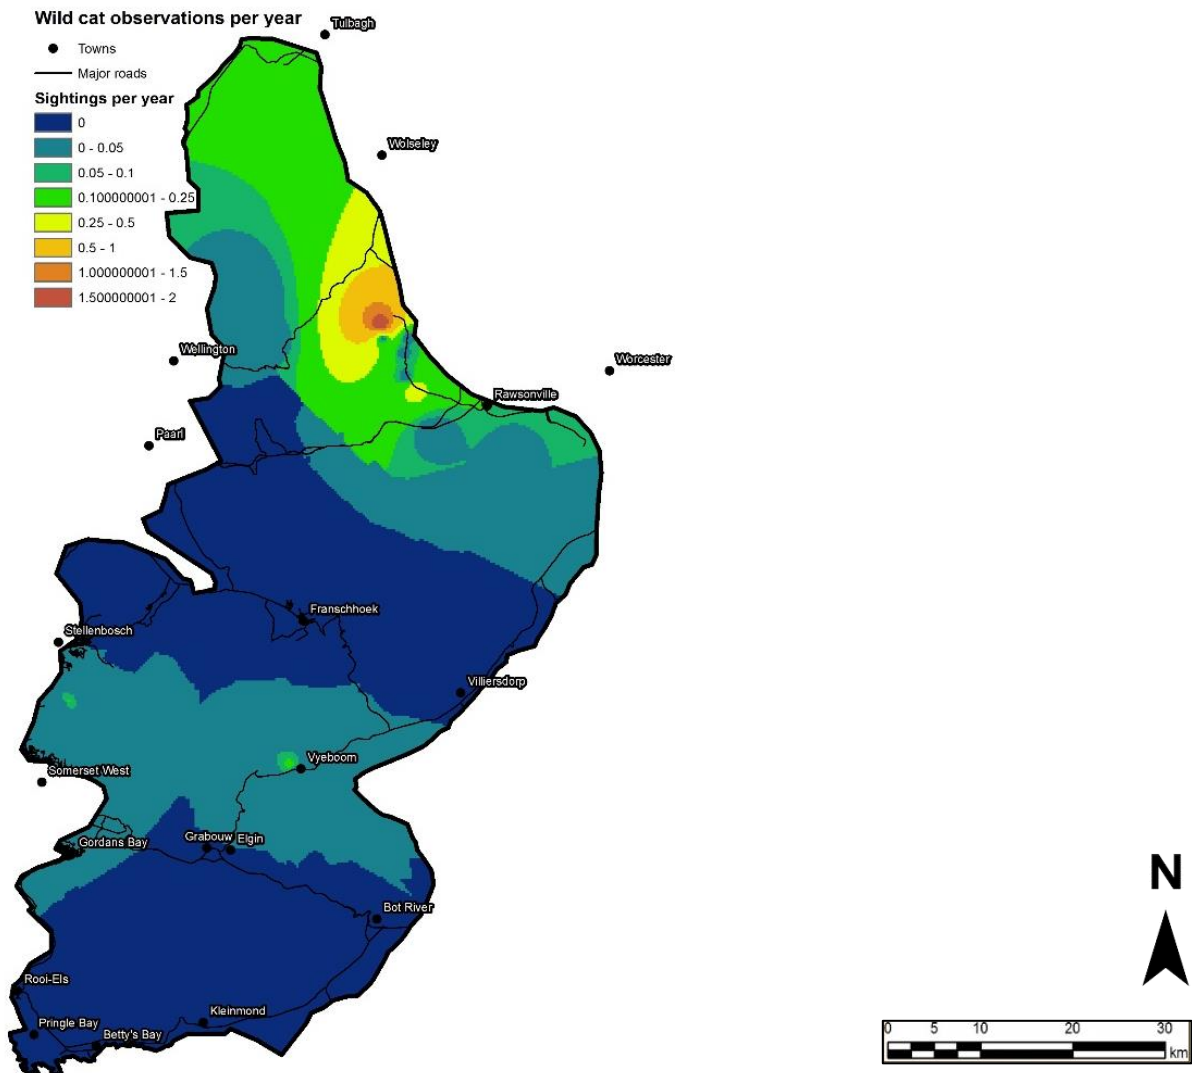 Wild cat observations per year
Tulbagh
Towns
Major roads
Sightings per year
0
0 - 0.05
0.05 - 0.1
0.100000001 - 0.25
0.25 - 0.5
0.5 - 1
1.000000001 - 1.5
1.500000001 - 2
Wolseley
Wellington
Worcester
Rawsonville
Paarl
Franschhoek
Stellenbosch
Villiersdorp
Vyeboom
Somerset West
Gordans Bay
Grabouw
Elgin
Bot River
Rooi-Els
Kleinmond
Pringle Bay
Betty's Bay
N
0 5 10 20 30
km